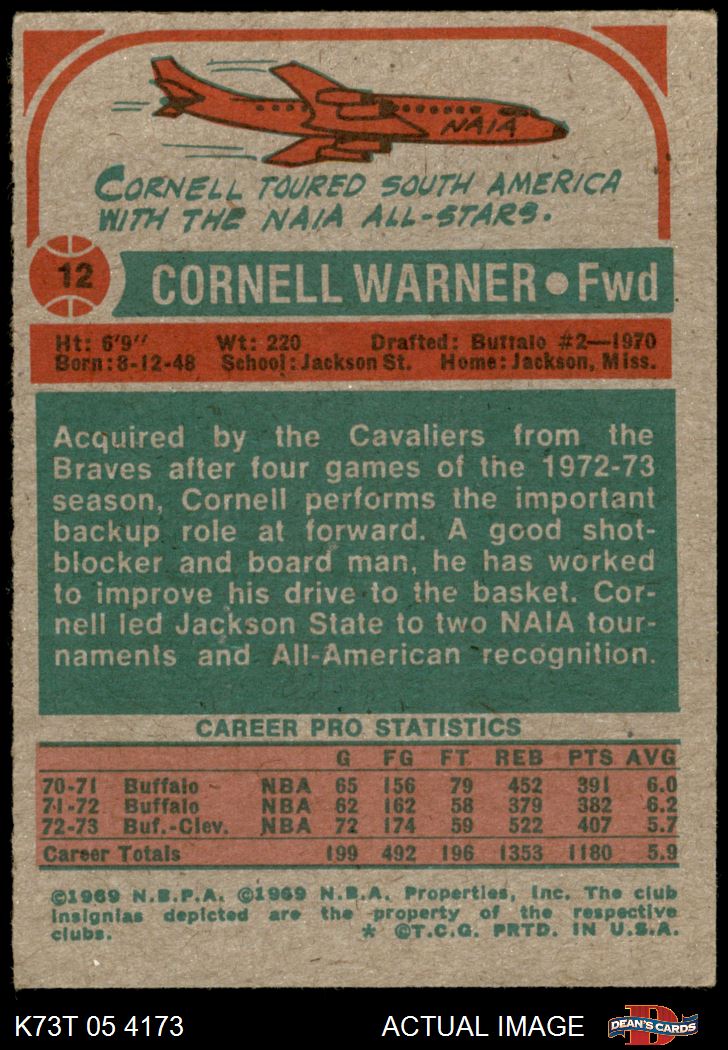 NAIA
CORNELL TOURED SOUTH AMERICA
WITH THE NAIA ALL-STARS.
12
CORNELL WARNER • Fwd
Ht: 6'9" Wt: 220 Drafted: Buffalo #2—1970
Born: 8-12-48 School: Jackson St. Home: Jackson, Miss.
Acquired by the Cavaliers from the
Braves after four games of the 1972-73
season, Cornell performs the important
backup role at forward. A good shot-
blocker and board man, he has worked
to improve his drive to the basket. Cor-
nell led Jackson State to two NAIA tour-
naments and All-American recognition.
CAREER PRO STATISTICS
G FG FT REB PTS AVG
70-71 Buffalo NBA 65 156 79 452 391 6.0
71-72 Buffalo NBA 62 162 58 379 382 6.2
72-73 Buf.-Clev. NBA 72 174 59 522 407 5.7
Career Totals 199 492 196 1353 1180 5.9
©1969 N.B.P.A. ©1969 N.B.A. Properties, Inc. The club
insignias depicted are the property of the respective
clubs. * ©T.C.G. PRTD. IN U.S.A.
K73T 05 4173 ACTUAL IMAGE DEAN'S CARDS